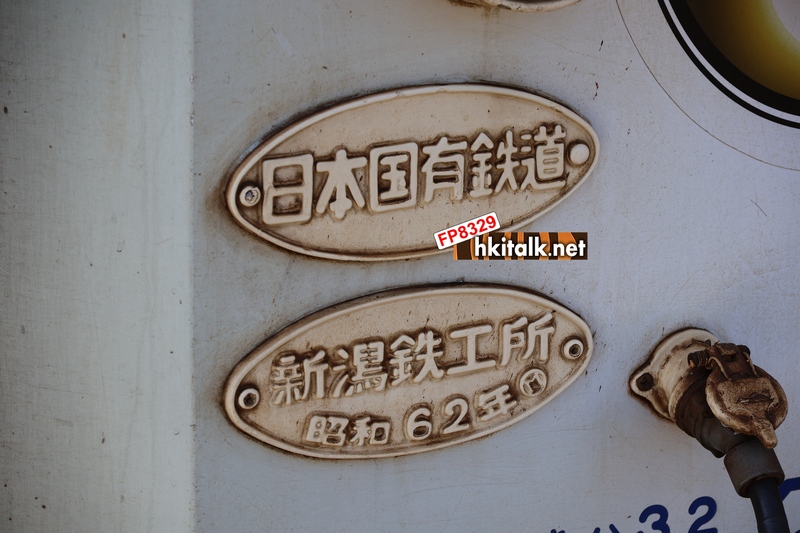 日本国有鉄道
FP8329
hkitalk.net
新潟鉄工所
昭和62年
32